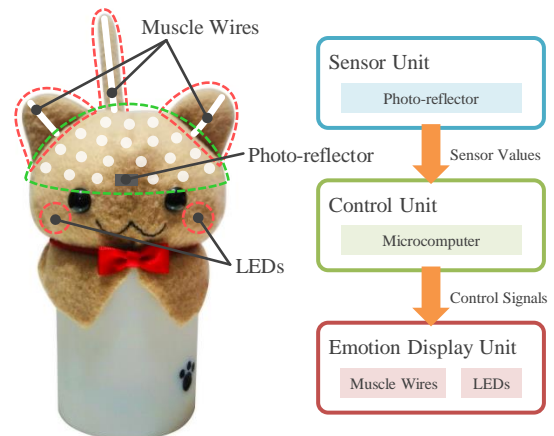 Muscle Wires
Photo-reflector
LEDs
Sensor Unit
Photo-reflector
Sensor Values
Control Unit
Microcomputer
Control Signals
Emotion Display Unit
Muscle Wires
LEDs